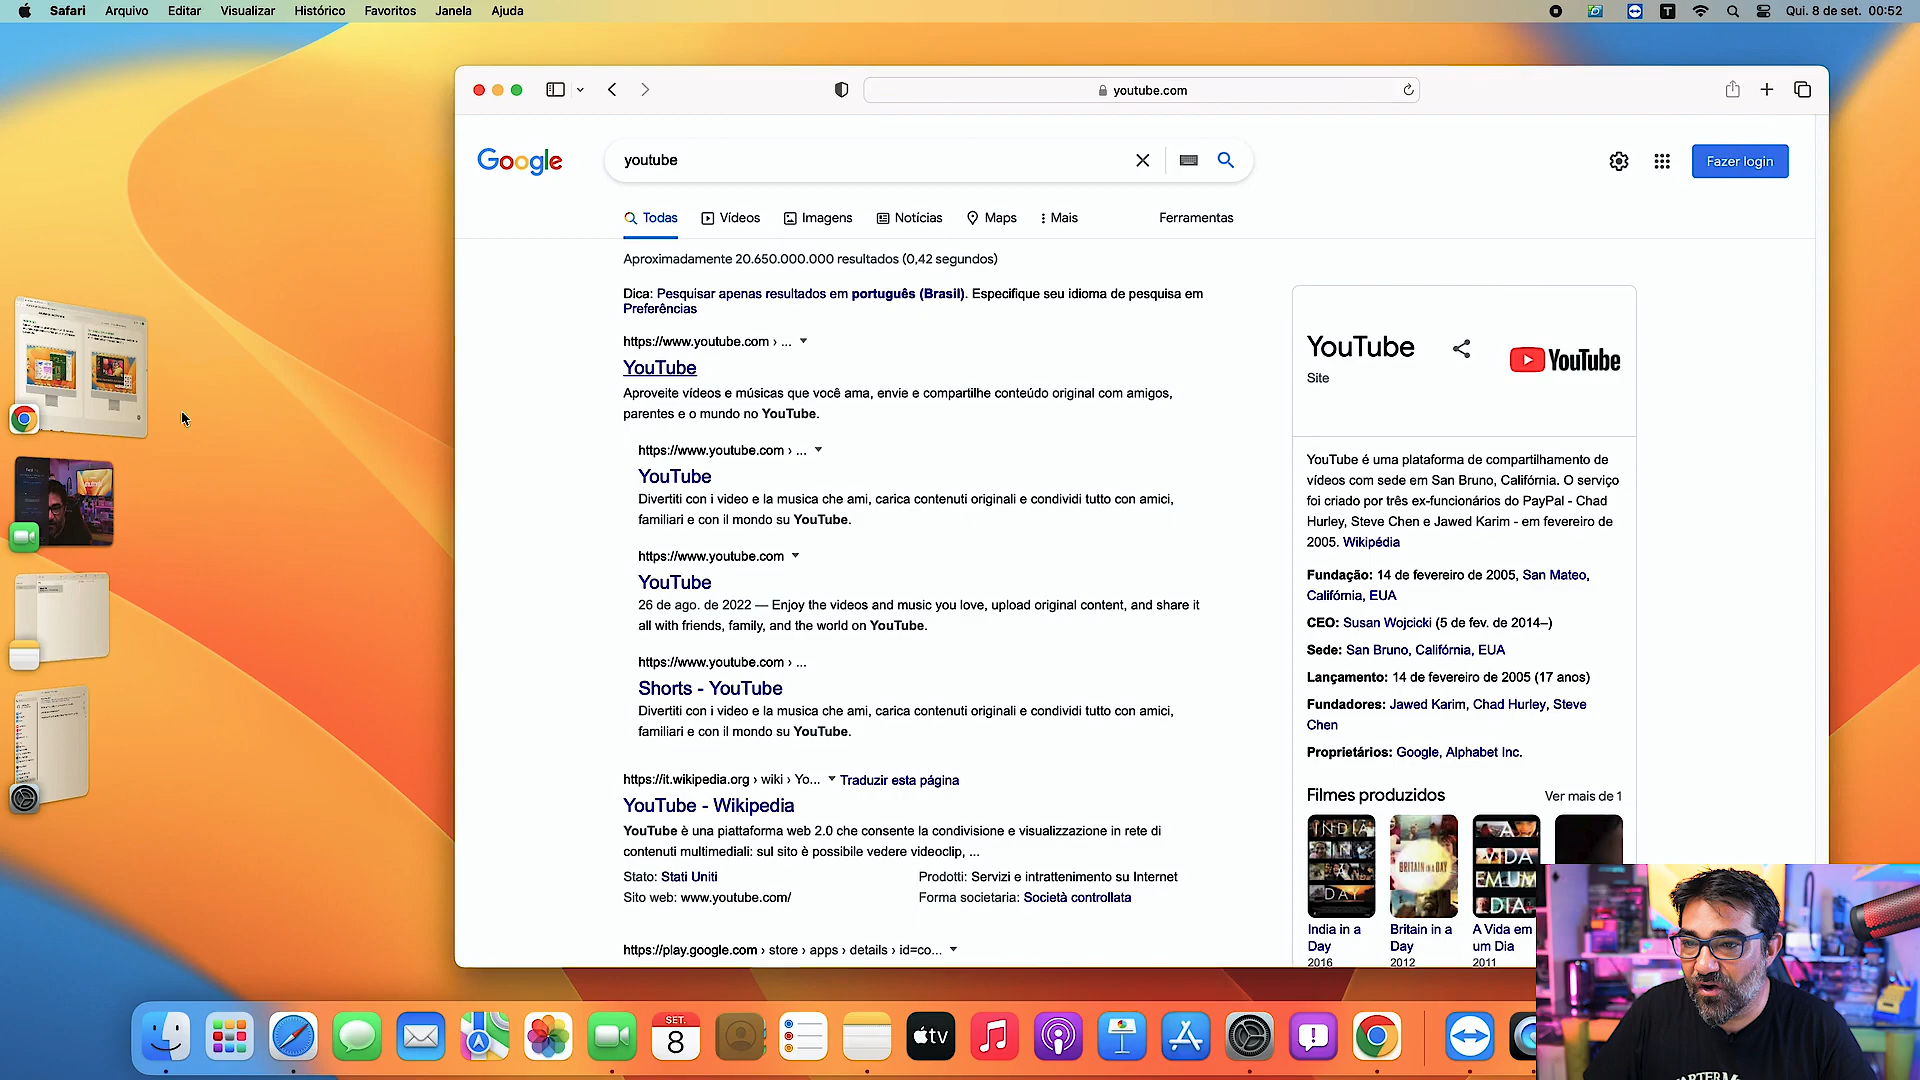 Safari Arquivo Editar Visualizar Histórico Favoritos Janela Ajuda
T
Qui. 8 de set. 00:52
youtube.com
Google
youtube
Fazer login
Todas Vídeos Imagens Notícias Maps Mais Ferramentas
Aproximadamente 20.650.000.000 resultados (0,42 segundos)
Dica: Pesquisar apenas resultados em português (Brasil). Especifique seu idioma de pesquisa em
Preferências
https://www.youtube.com › ...
YouTube
Aproveite vídeos e músicas que você ama, envie e compartilhe conteúdo original com amigos,
parentes e o mundo no YouTube.
https://www.youtube.com › ...
YouTube
Divertiti con i video e la musica che ami, carica contenuti originali e condividi tutto con amici,
familiari e con il mondo su YouTube.
https://www.youtube.com
YouTube
26 de ago. de 2022 — Enjoy the videos and music you love, upload original content, and share it
all with friends, family, and the world on YouTube.
https://www.youtube.com › ...
Shorts - YouTube
Divertiti con i video e la musica che ami, carica contenuti originali e condividi tutto con amici,
familiari e con il mondo su YouTube.
https://it.wikipedia.org › wiki › Yo... Traduzir esta página
YouTube - Wikipedia
YouTube è una piattaforma web 2.0 che consente la condivisione e visualizzazione in rete di
contenuti multimediali: sul sito è possibile vedere videoclip, ...
Stato: Stati Uniti
Prodotti: Servizi e intrattenimento su Internet
Sito web: www.youtube.com/
Forma societaria: Società controllata
https://play.google.com › store › apps › details › id=co...
YouTube
Site
YouTube
YouTube é uma plataforma de compartilhamento de
vídeos com sede em San Bruno, Califórnia. O serviço
foi criado por três ex-funcionários do PayPal - Chad
Hurley, Steve Chen e Jawed Karim - em fevereiro de
2005. Wikipédia
Fundação: 14 de fevereiro de 2005, San Mateo,
Califórnia, EUA
CEO: Susan Wojcicki (5 de fev. de 2014–)
Sede: San Bruno, Califórnia, EUA
Lançamento: 14 de fevereiro de 2005 (17 anos)
Fundadores: Jawed Karim, Chad Hurley, Steve
Chen
Proprietários: Google, Alphabet Inc.
Filmes produzidos
Ver mais de 1
INDIA
IN A
DAY
BRITAIN IN A DAY
A
VIDA
EM UM
DIA
India in a
Day
2016
Britain in a
Day
2012
A Vida em
um Dia
2011
SET.
8
tv